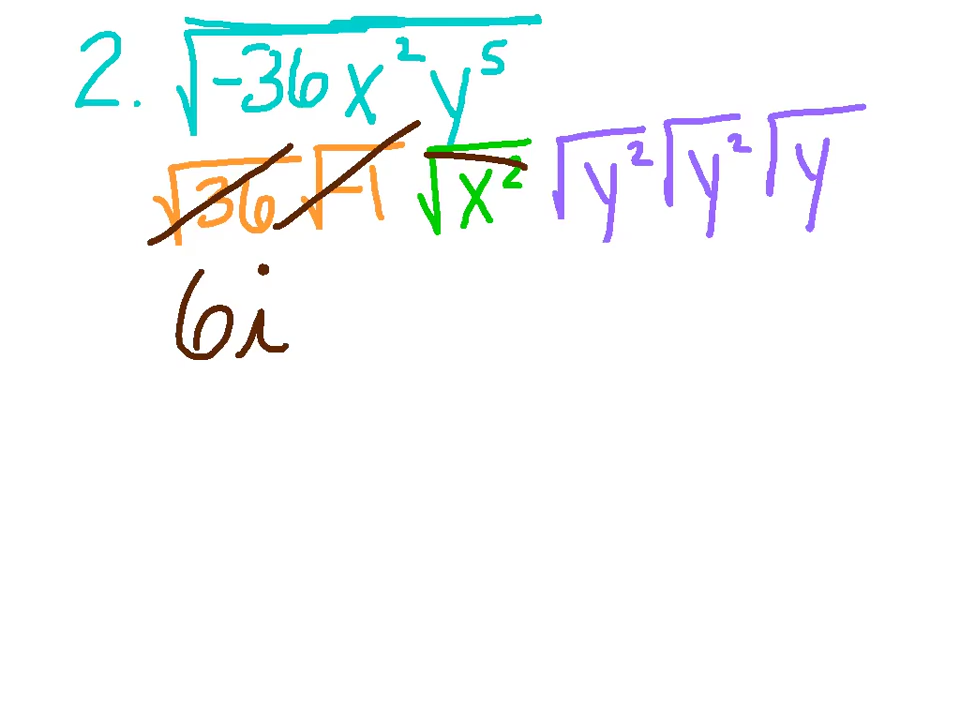 2. √-36x²y⁵
√36 √-1 √x² √y² √y² √y
6i